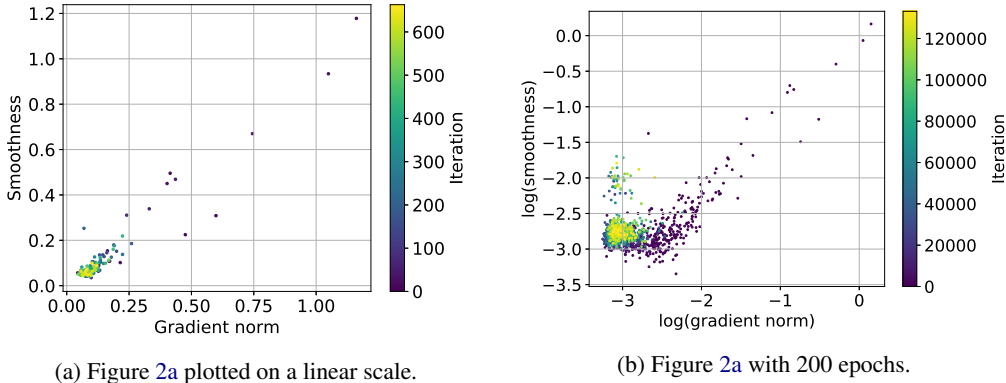 1.2
1.0
0.8
0.6
0.4
0.2
0.0
Smoothness
0.00 0.25 0.50 0.75 1.00
Gradient norm
600
500
400
300
200
100
0
Iteration
(a) Figure 2a plotted on a linear scale.
0.0
−0.5
−1.0
−1.5
−2.0
−2.5
−3.0
−3.5
log(smoothness)
−3 −2 −1 0
log(gradient norm)
120000
100000
80000
60000
40000
20000
0
Iteration
(b) Figure 2a with 200 epochs.